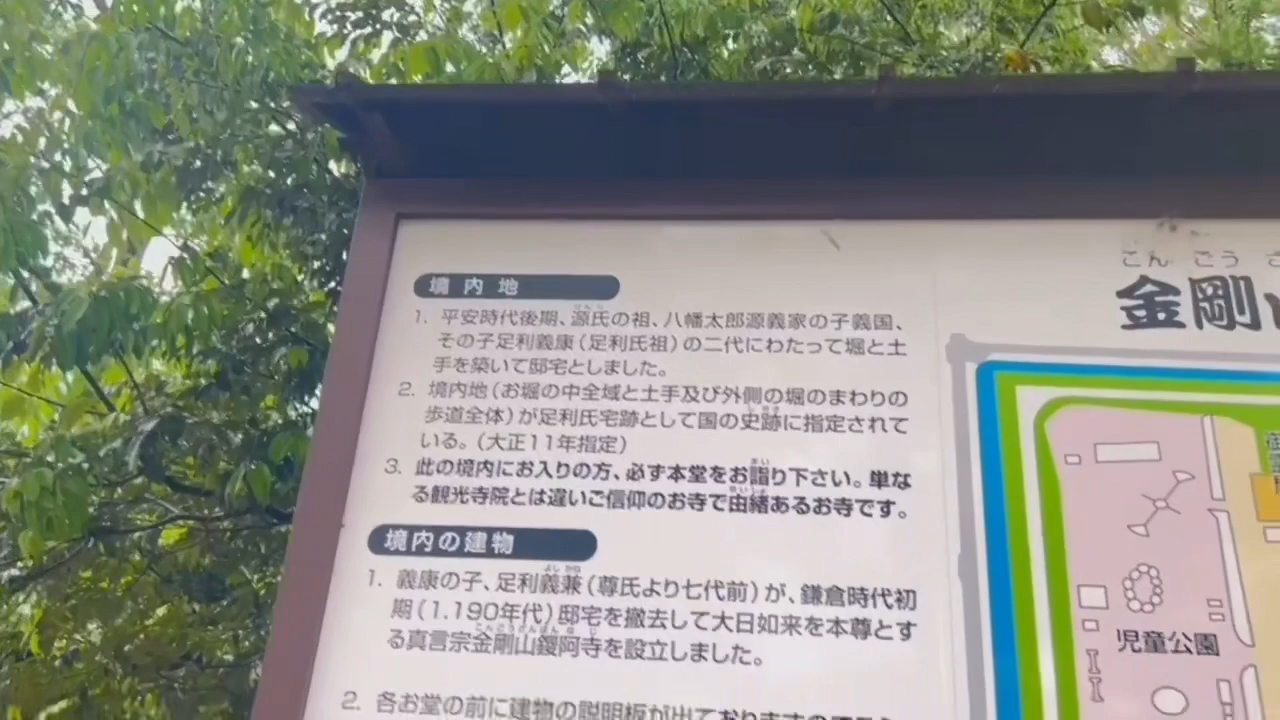 境内地
1. 平安時代後期、源氏の祖、八幡太郎源義家の子義国、
その子足利義康(足利氏祖)の二代にわたって堀と土
手を築いて邸宅としました。
2. 境内地(お堀の中全域と土手及び外側の堀のまわりの
歩道全体)が足利氏宅跡として国の史跡に指定されて
いる。(大正11年指定)
3. 此の境内にお入りの方、必ず本堂をお詣り下さい。単な
る観光寺院とは違いご信仰のお寺で由緒あるお寺です。
境内の建物
1. 義康の子、足利義兼(尊氏より七代前)が、鎌倉時代初
期(1.190年代)邸宅を撤去して大日如来を本尊とす
る真言宗金剛山鑁阿寺を設立しました。
2. 各お堂の前に建物の説明板が出ておりますので
こんごう
金剛
児童公園